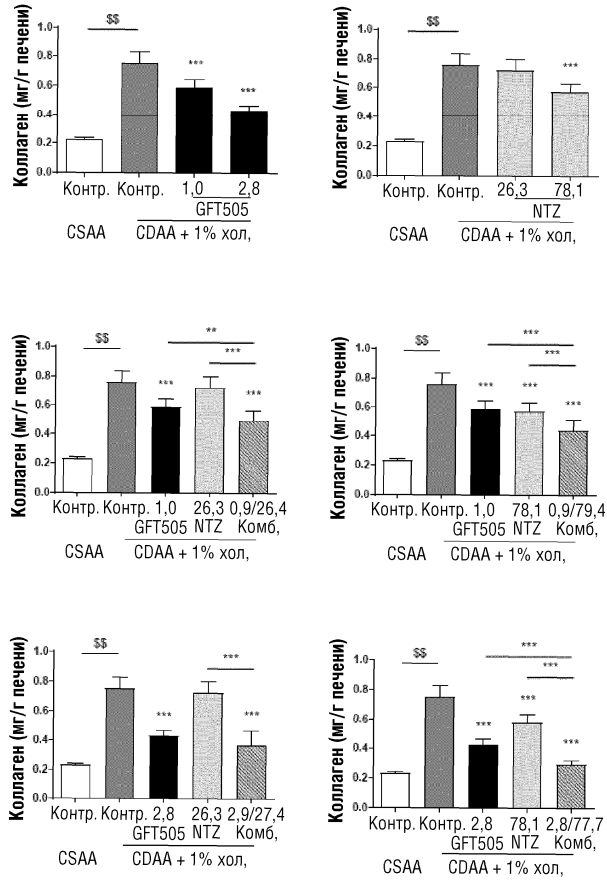 Коллаген (мг/г печени)
1.0
0.8
0.6
0.4
0.2
0.0
$$
***
***
Контр. Контр. 1,0 2,8
GFT505
CSAA CDAA + 1% хол,
Коллаген (мг/г печени)
1.0
0.8
0.6
0.4
0.2
0.0
$$
***
Контр. Контр. 26,3 78,1
NTZ
CSAA CDAA + 1% хол,
Коллаген (мг/г печени)
1.0
0.8
0.6
0.4
0.2
0.0
$$
**
***
***
***
Контр. Контр. 1,0 26,3 0,9/26,4
GFT505 NTZ Комб,
CSAA CDAA + 1% хол,
Коллаген (мг/г печени)
1.0
0.8
0.6
0.4
0.2
0.0
$$
***
***
*** *** ***
Контр. Контр. 1,0 78,1 0,9/79,4
GFT505 NTZ Комб,
CSAA CDAA + 1% хол,
Коллаген (мг/г печени)
1.0
0.8
0.6
0.4
0.2
0.0
$$
***
*** ***
Контр. Контр. 2,8 26,3 2,9/27,4
GFT505 NTZ Комб,
CSAA CDAA + 1% хол,
Коллаген (мг/г печени)
1.0
0.8
0.6
0.4
0.2
0.0
$$
***
***
***
***
***
Контр. Контр. 2,8 78,1 2,8/77,7
GFT505 NTZ Комб,
CSAA CDAA + 1% хол,